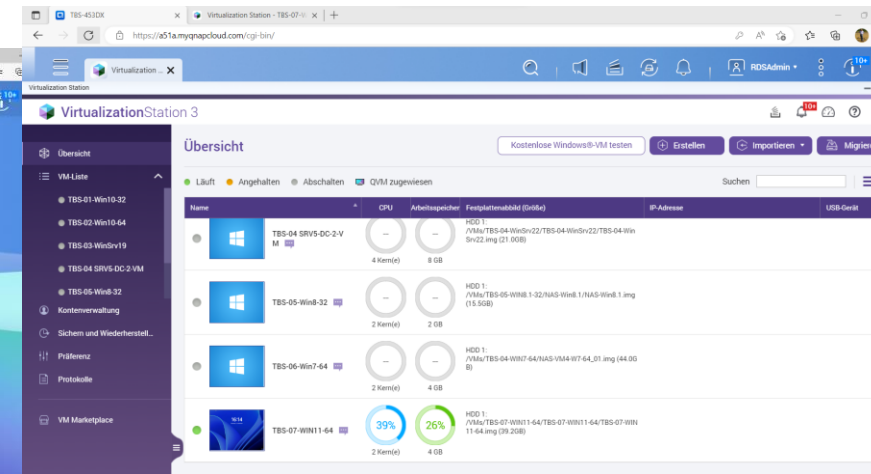 TBS-453DX
Virtualization Station - TBS-07-V
https://a51a.myqnapcloud.com/cgi-bin/
Virtualization ...
RDSAdmin
10+
10+
Virtualization Station
VirtualizationStation 3
10+
Übersicht
VM-Liste
TBS-01-Win10-32
TBS-02-Win10-64
TBS-03-WinSrv19
TBS-04 SRV5-DC-2-VM
TBS-05-Win8-32
Kontenverwaltung
Sichern und Wiederherstell...
Präferenz
Protokolle
VM Marketplace
Übersicht
Kostenlose Windows®-VM testen
Erstellen
Importieren
Migrier
Läuft
Angehalten
Abschalten
QVM zugewiesen
Suchen
Name
CPU
Arbeitsspeicher
Festplattenabbild (Größe)
IP-Adresse
USB-Gerät
TBS-04 SRV5-DC-2-V
M
--
--
4 Kern(e)
8 GB
HDD 1:
/VMs/TBS-04-WinSrv22/TBS-04-WinSrv22/TBS-04-Win
Srv22.img (21.0GB)
TBS-05-Win8-32
--
--
2 Kern(e)
2 GB
HDD 1:
/VMs/TBS-05-WIN8.1-32/NAS-Win8.1/NAS-Win8.1.img
(15.5GB)
TBS-06-Win7-64
--
--
2 Kern(e)
4 GB
HDD 1:
/VMs/TBS-04-WIN7-64/NAS-VM4-W7-64_01.img (44.0G
B)
TBS-07-WIN11-64
39%
26%
2 Kern(e)
4 GB
HDD 1:
/VMs/TBS-07-WIN11-64/TBS-07-WIN11-64/TBS-07-WIN
11-64.img (39.2GB)